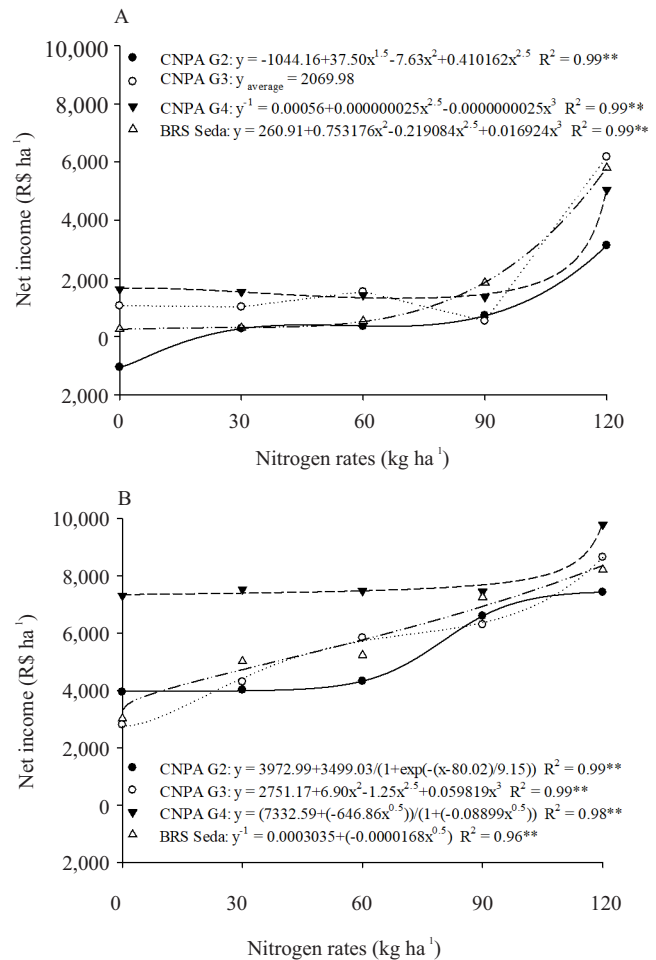 A
10,000
8,000
6,000
4,000
2,000
0
2,000
Net income (R$ ha⁻¹)
CNPA G2: y = -1044.16+37.50x^1.5-7.63x^2+0.410162x^2.5 R^2 = 0.99**
CNPA G3: y average = 2069.98
CNPA G4: y^-1 = 0.00056+0.000000025x^2.5-0.0000000025x^3 R^2 = 0.99**
BRS Seda: y = 260.91+0.753176x^2-0.219084x^2.5+0.016924x^3 R^2 = 0.99**
0 30 60 90 120
Nitrogen rates (kg ha^1)
B
10,000
8,000
6,000
4,000
2,000
0
2,000
Net income (R$ ha^1)
CNPA G2: y = 3972.99+3499.03/(1+exp(-(x-80.02)/9.15)) R^2 = 0.99**
CNPA G3: y = 2751.17+6.90x^2-1.25x^2.5+0.059819x^3 R^2 = 0.99**
CNPA G4: y = (7332.59+(-646.86x^0.5))/(1+(-0.08899x^0.5)) R^2 = 0.98**
BRS Seda: y^-1 = 0.0003035+(-0.0000168x^0.5) R^2 = 0.96**
0 30 60 90 120
Nitrogen rates (kg ha^1)